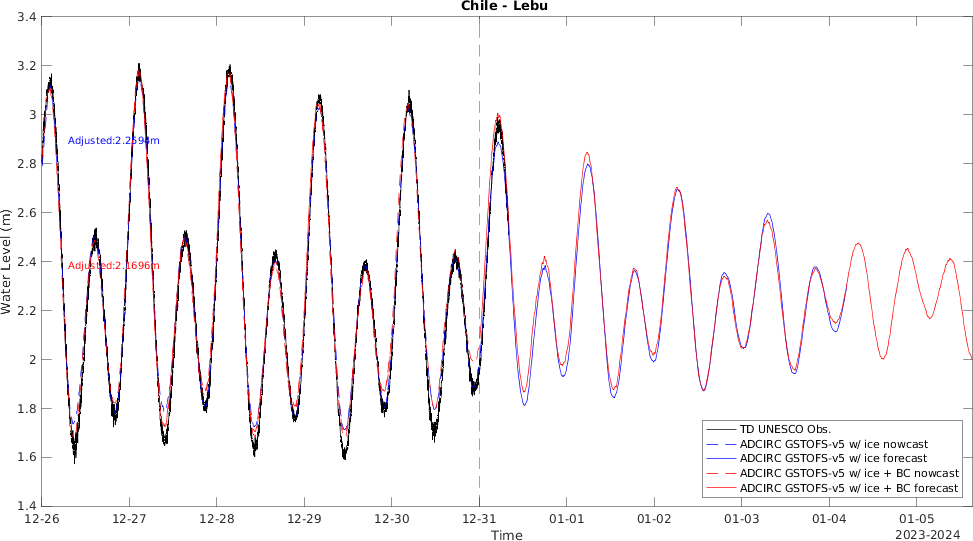 Chile - Lebu
3.4
3.2
3
2.8
2.6
2.4
2.2
2
1.8
1.6
1.4
Water Level (m)
Adjusted:2.2594m
Adjusted:2.1696m
TD UNESCO Obs.
ADCIRC GSTOFS-v5 w/ ice nowcast
ADCIRC GSTOFS-v5 w/ ice forecast
ADCIRC GSTOFS-v5 w/ ice + BC nowcast
ADCIRC GSTOFS-v5 w/ ice + BC forecast
12-26 12-27 12-28 12-29 12-30 12-31 01-01 01-02 01-03 01-04 01-05
Time
2023-2024